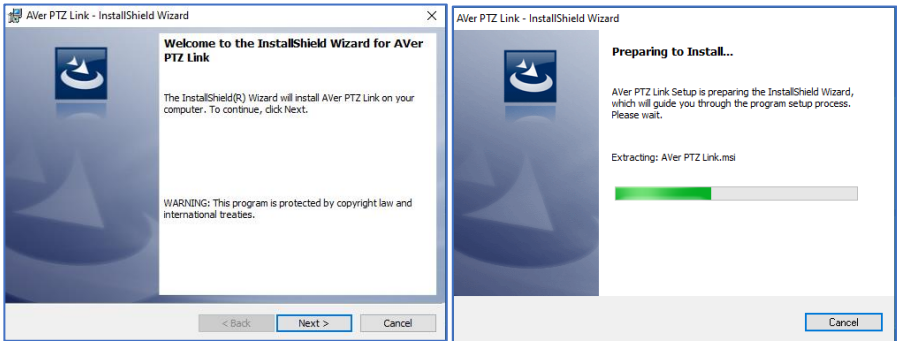 AVer PTZ Link - InstallShield Wizard
Welcome to the InstallShield Wizard for AVer
PTZ Link
The InstallShield(R) Wizard will install AVer PTZ Link on your
computer. To continue, click Next.
WARNING: This program is protected by copyright law and
international treaties.
< Back
Next >
Cancel
AVer PTZ Link - InstallShield Wizard
Preparing to Install...
AVer PTZ Link Setup is preparing the InstallShield Wizard,
which will guide you through the program setup process.
Please wait.
Extracting: AVer PTZ Link.msi
Cancel